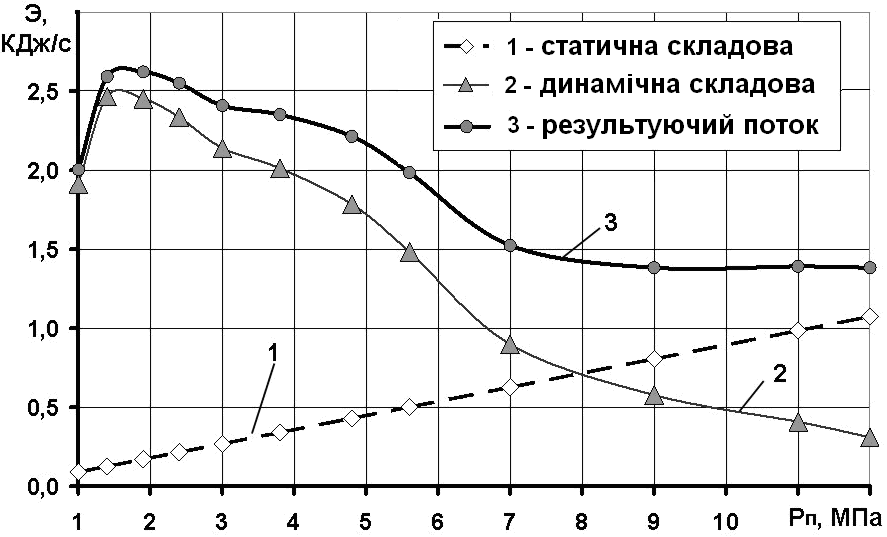 Э,
КДж/с
1 - статична складова
2 - динамічна складова
3 - результуючий поток
2,5
2,0
1,5
1,0
0,5
0,0
3
1
2
1 2 3 4 5 6 7 8 9 10 Рп, МПа